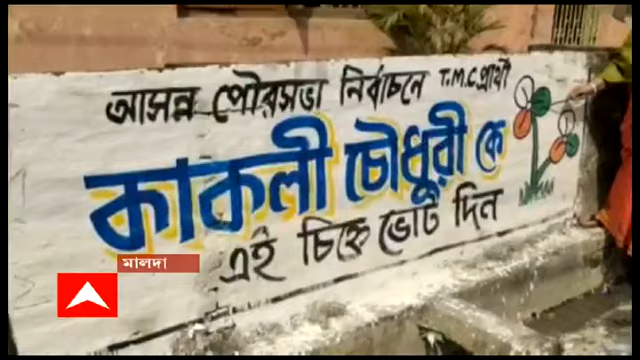 আসন্ন পৌরসভা নির্বাচনে T.M.C প্রার্থী
কাকলী চৌধুরী কে
এই চিহ্নে ভোট দিন
মালদা